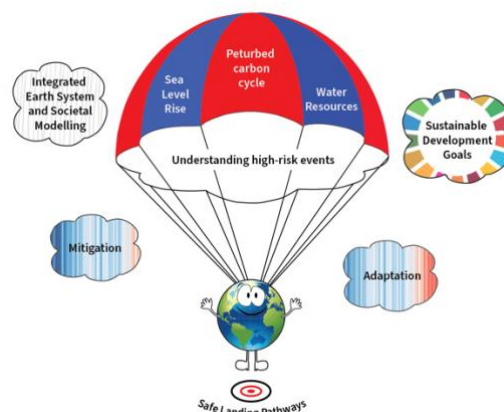 Integrated
Earth System
and Societal
Modelling
Sea
Level
Rise
Peturbed
carbon
cycle
Water
Resources
Sustainable
Development
Goals
Understanding high-risk events
Mitigation
Adaptation
Safe Landing Pathways